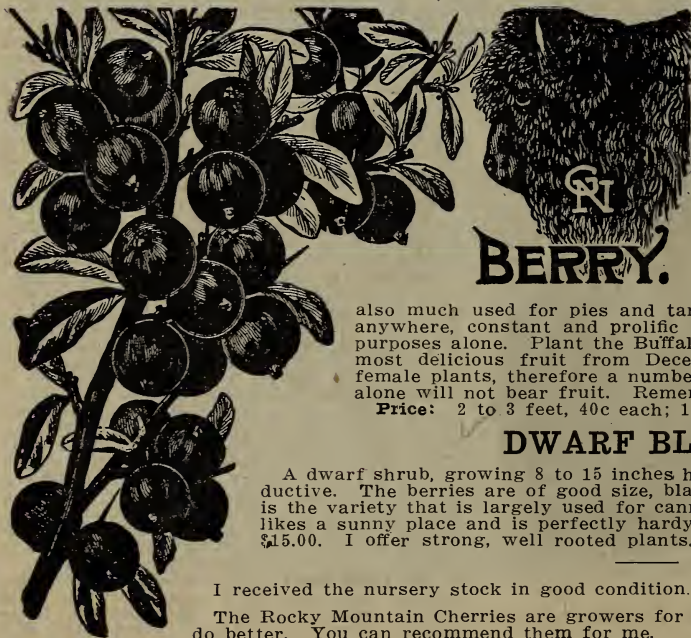 GN
BERRY.
also much used for pies and tar
anywhere, constant and prolific
purposes alone. Plant the Buffal
most delicious fruit from Dece
female plants, therefore a numbe
alone will not bear fruit. Remem
Price: 2 to 3 feet, 40c each; 1
DWARF BL
A dwarf shrub, growing 8 to 15 inches h
ductive. The berries are of good size, bla
is the variety that is largely used for cann
likes a sunny place and is perfectly hardy
$15.00. I offer strong, well rooted plants.
I received the nursery stock in good condition.
The Rocky Mountain Cherries are growers for
do better. You can recommend them for me.